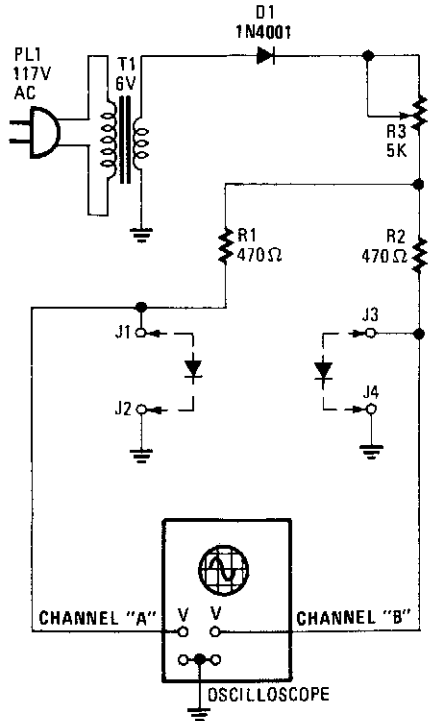 D1
1N4001
PL1
117V
AC
T1
6V
R3
5K
R1
470Ω
R2
470Ω
J1
J3
J2
J4
CHANNEL "A"
V V
CHANNEL "B"
OSCILLOSCOPE